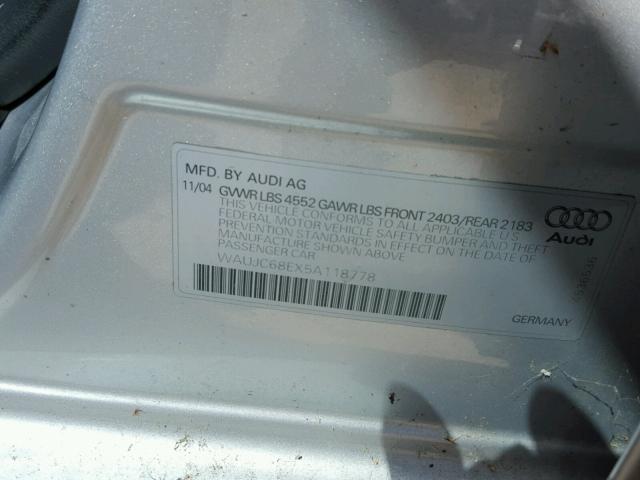 MFD. BY AUDI AG
11/04 GVWR LBS 4552 GAWR LBS FRONT 2403/REAR 2183
THIS VEHICLE CONFORMS TO ALL APPLICABLE U S
FEDERAL MOTOR VEHICLE SAFETY BUMPER AND THEFT
PREVENTION STANDARDS IN EFFECT ON THE DATE OF
MANUFACTURE SHOWN ABOVE
PASSENGER CAR
WAUJC68EX5A118778
Audi
GERMANY